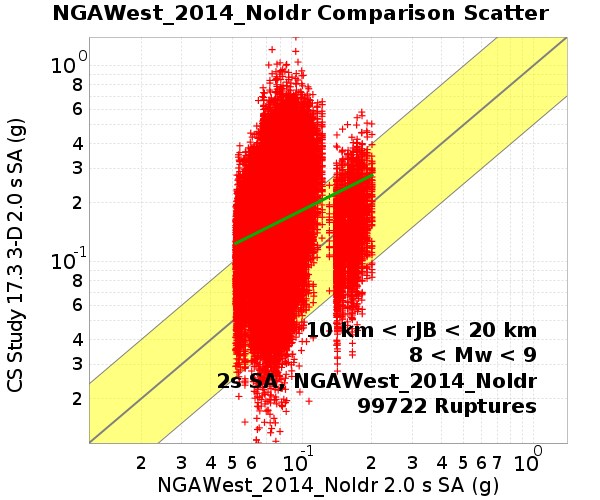 NGAWest_2014_NoIdr Comparison Scatter
CS Study 17.3 3-D 2.0 s SA (g)
10⁰
8
6
4
3
2
10⁻¹
8
6
4
3
2
10 km < rJB < 20 km
8 < Mw < 9
2s SA, NGAWest_2014_NoIdr
99722 Ruptures
2 3 4 5 6 10⁻¹ 2 3 4 5 6 7 10⁰
NGAWest_2014_NoIdr 2.0 s SA (g)